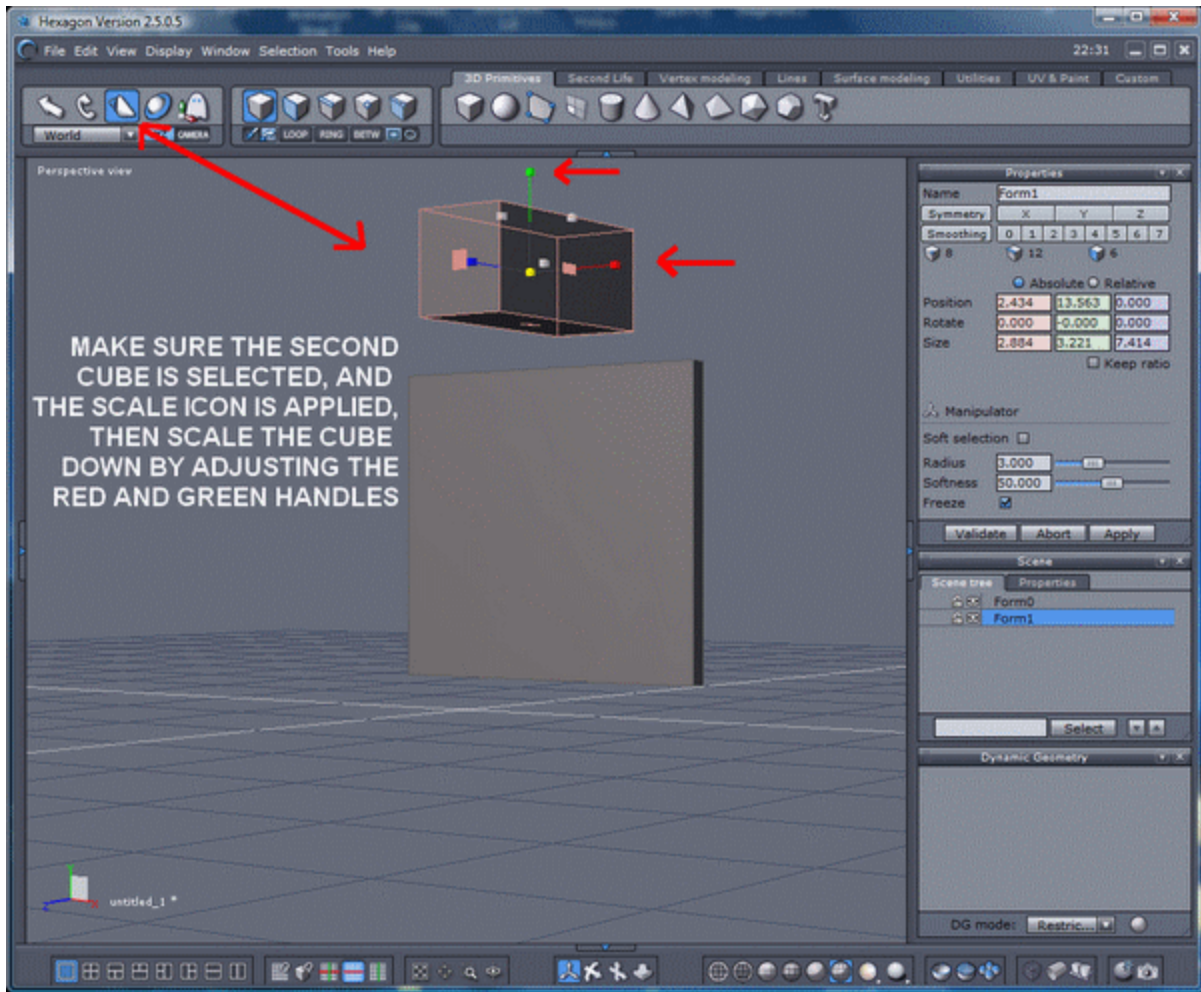 Hexagon Version 2.5.0.5
File Edit View Display Window Selection Tools Help
22:31
3D Primitives Second Life Vertex modeling Lines Surface modeling Utilities UV & Paint Custom
World CAMERA LOOP RING BETW
Perspective view
MAKE SURE THE SECOND
CUBE IS SELECTED, AND
THE SCALE ICON IS APPLIED,
THEN SCALE THE CUBE
DOWN BY ADJUSTING THE
RED AND GREEN HANDLES
untitled_1 *
Properties
Name Form1
Symmetry X Y Z
Smoothing 0 1 2 3 4 5 6 7
8 12 6
Absolute Relative
Position 2.434 13.563 0.000
Rotate 0.000 -0.000 0.000
Size 2.884 3.221 7.414
Keep ratio
Manipulator
Soft selection
Radius 3.000
Softness 50.000
Freeze
Validate Abort Apply
Scene
Scene tree Properties
Form0
Form1
Select
Dynamic Geometry
DG mode: Restric...